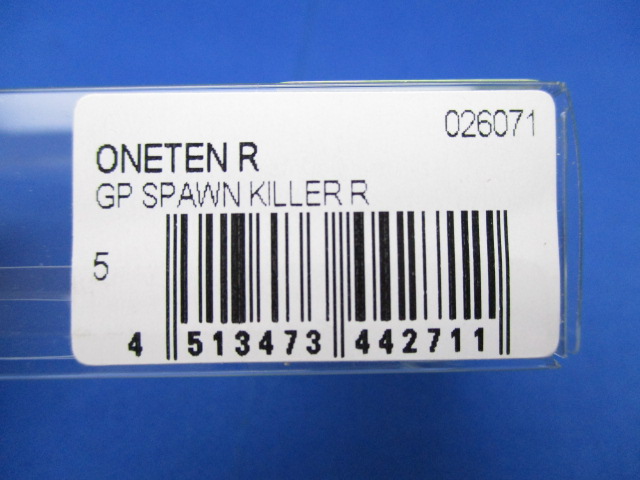 026071
ONETEN R
GP SPAWN KILLER R
5
4 513473 442711